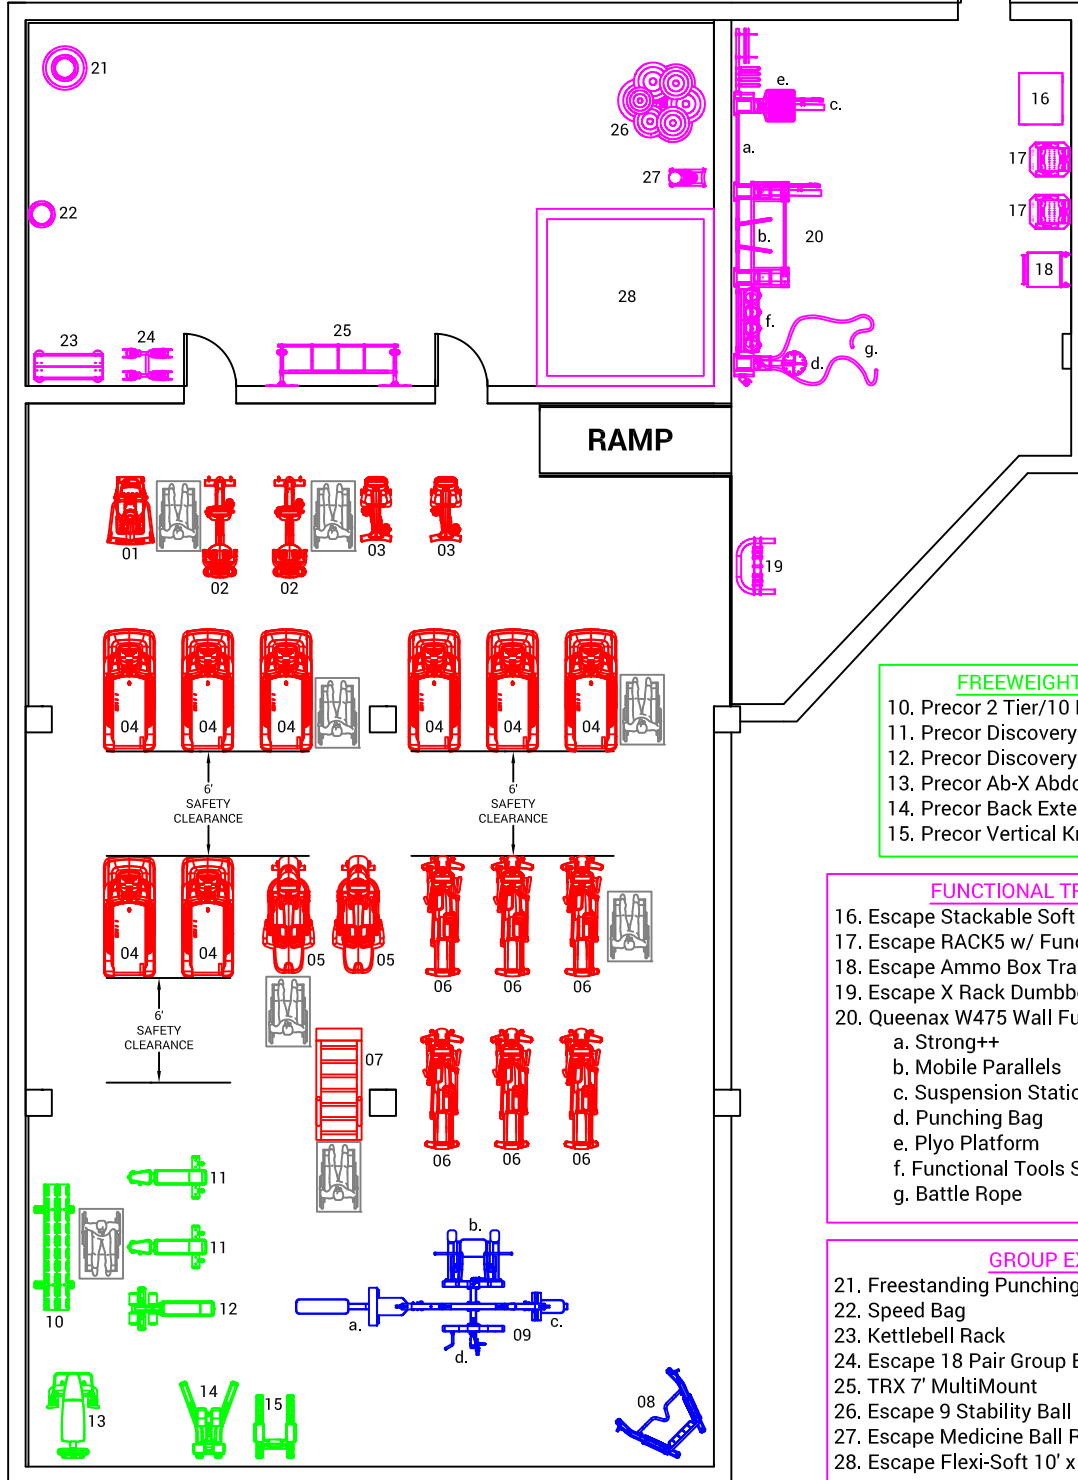 21
26
27
e.
c.
a.
16
17
17
18
22
b.
20
28
f.
g.
d.
23
24
25
RAMP
01
02
02
03
03
19
04
04
04
04
04
04
6'
SAFETY
CLEARANCE
6'
SAFETY
CLEARANCE
04
04
05
05
06
06
06
6'
SAFETY
CLEARANCE
07
06
06
06
11
11
10
12
b.
a.
09
c.
d.
13
14
15
08
FREEWEIGHT
10. Precor 2 Tier/10
11. Precor Discovery
12. Precor Discovery
13. Precor Ab-X
14. Precor Back
15. Precor Vertical
FUNCTIONAL
16. Escape Stackable Soft
17. Escape RACK5 w/
18. Escape Ammo Box
19. Escape X Rack
20. Queenax W475 Wall
a. Strong++
b. Mobile Parallels
c. Suspension
d. Punching Bag
e. Plyo Platform
f. Functional Tools
g. Battle Rope
GROUP
21. Freestanding Punching
22. Speed Bag
23. Kettlebell Rack
24. Escape 18 Pair Group
25. TRX 7' MultiMount
26. Escape 9 Stability Ball
27. Escape Medicine Ball
28. Escape Flexi-Soft 10' x